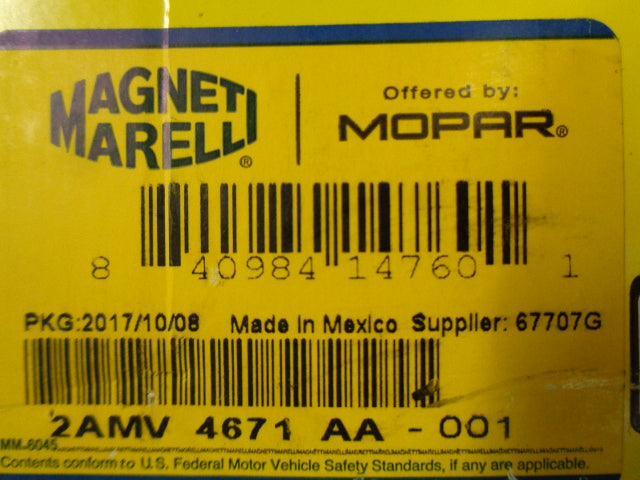 MAGNETI
MARELLI®
Offered by:
MOPAR®
8 40984 14760 1
PKG:2017/10/08 Made in Mexico Supplier: 67707G
2AMV 4671 AA - 001
MM-8045
Contents conform to U.S. Federal Motor Vehicle Safety Standards, if any are applicable.